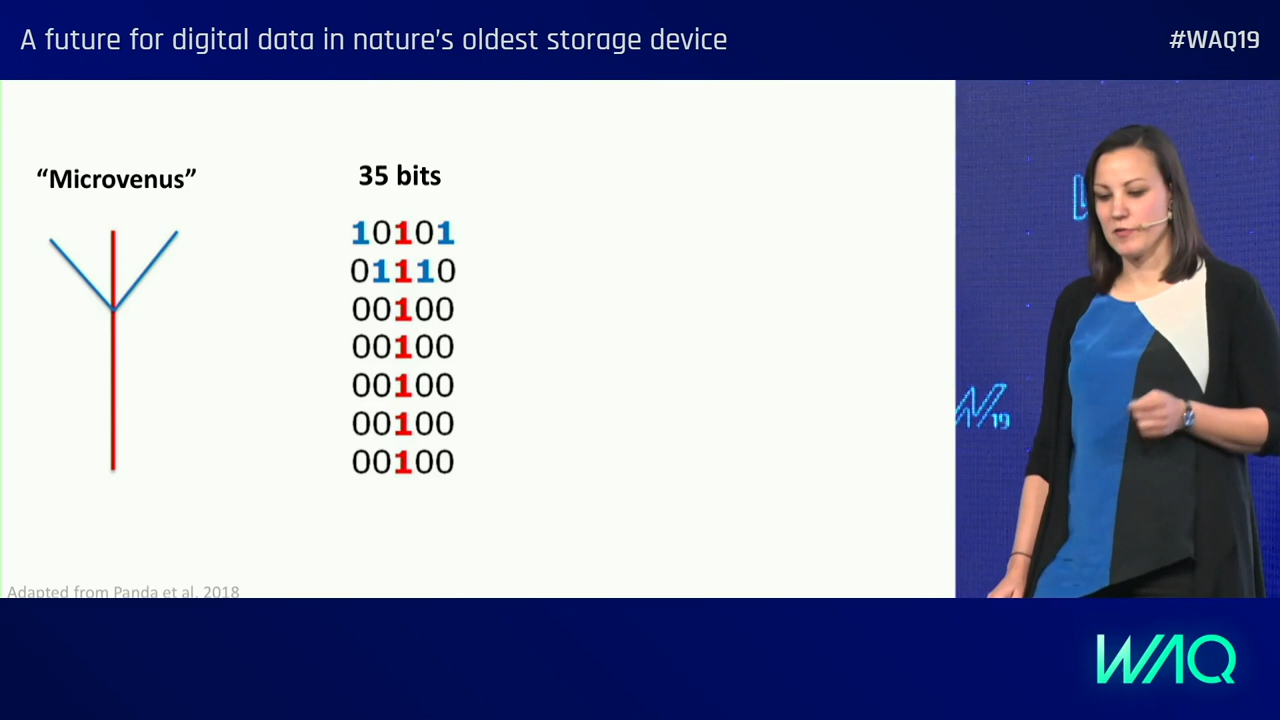 A future for digital data in nature's oldest storage device
#WAQ19
“Microvenus”
35 bits
10101
01110
00100
00100
00100
00100
00100
Adapted from Panda et al. 2018
19
WAQ